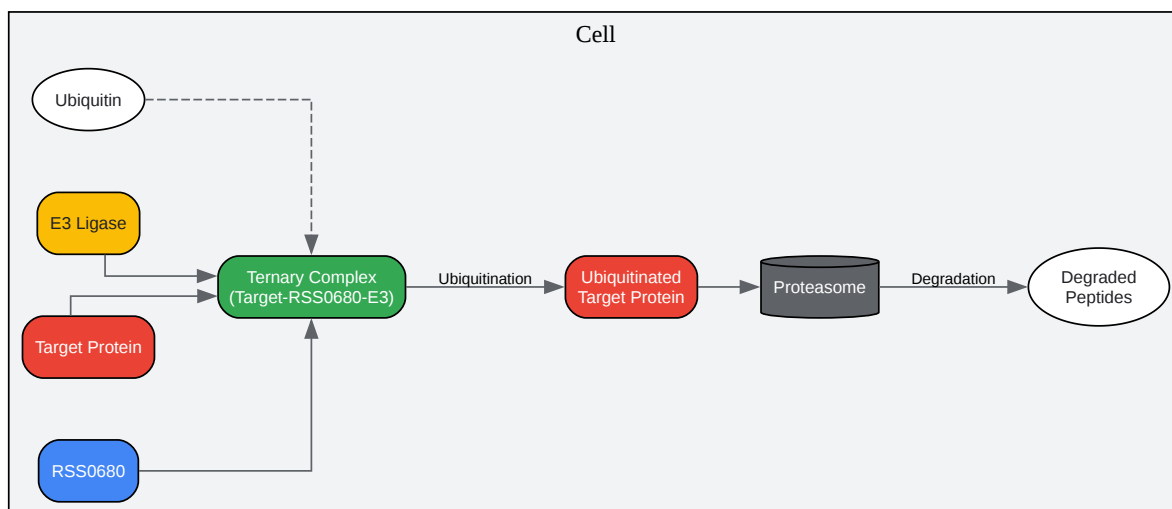 Cell
Ubiquitin
E3 Ligase
Target Protein
RSS0680
Ternary Complex
(Target-RSS0680-E3)
Ubiquitination
Ubiquitinated
Target Protein
Proteasome
Degradation
Degraded
Peptides